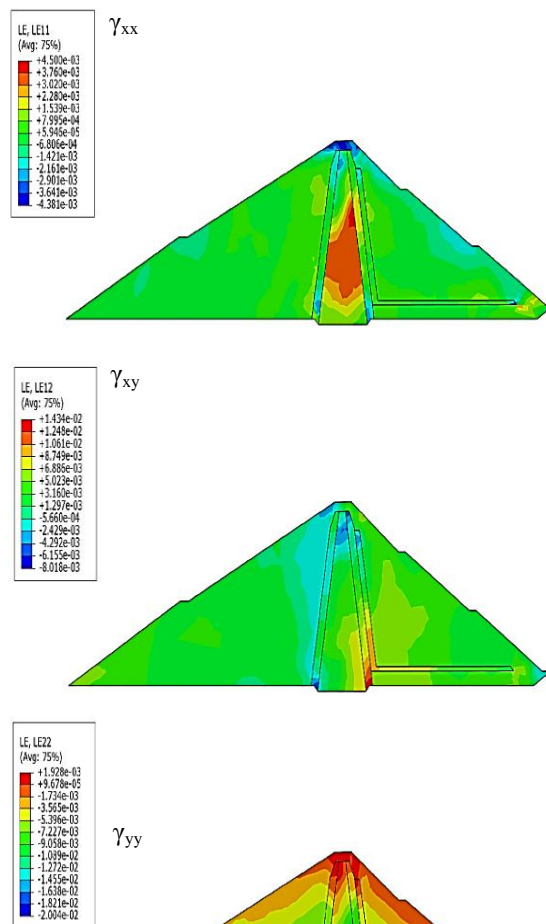 γxx
LE, LE11
(Avg: 75%)
+4.500e-03
+3.760e-03
+3.020e-03
+2.280e-03
+1.539e-03
+7.995e-04
+5.946e-05
-6.806e-04
-1.421e-03
-2.161e-03
-2.901e-03
-3.641e-03
-4.381e-03
γxy
LE, LE12
(Avg: 75%)
+1.434e-02
+1.248e-02
+1.061e-02
+8.749e-03
+6.886e-03
+5.023e-03
+3.160e-03
+1.297e-03
-5.660e-04
-2.429e-03
-4.292e-03
-6.155e-03
-8.018e-03
LE, LE22
(Avg: 75%)
+1.928e-03
+9.678e-05
-1.734e-03
-3.565e-03
-5.396e-03
-7.227e-03
-9.058e-03
-1.089e-02
-1.272e-02
-1.455e-02
-1.638e-02
-1.821e-02
-2.004e-02
γyy